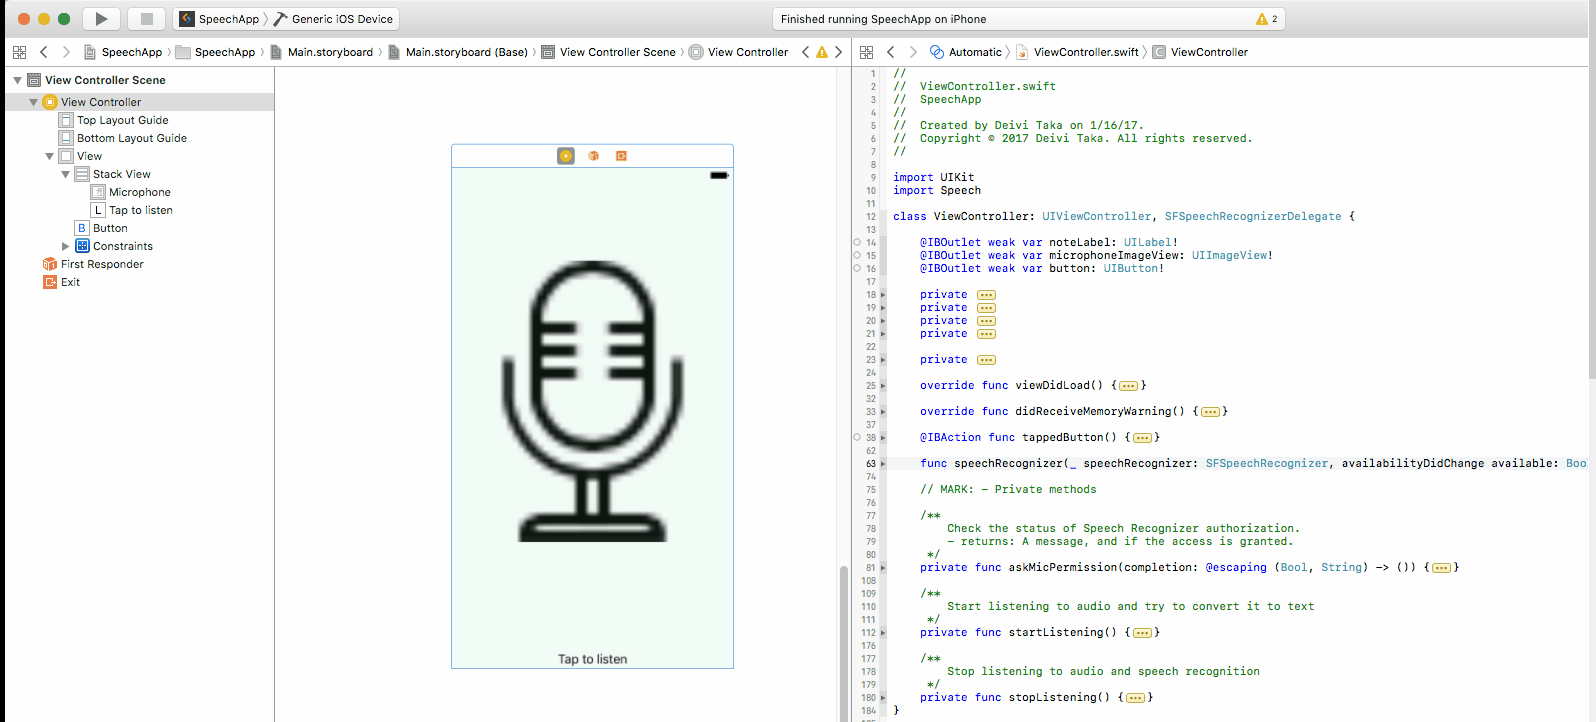 SpeechApp Generic iOS Device
Finished running SpeechApp on iPhone
2
SpeechApp SpeechApp Main.storyboard Main.storyboard (Base) View Controller Scene View Controller
Automatic ViewController.swift C ViewController
View Controller Scene
View Controller
Top Layout Guide
Bottom Layout Guide
View
Stack View
Microphone
L Tap to listen
B Button
Constraints
First Responder
Exit
Tap to listen
1 //
2 //  ViewController.swift
3 //  SpeechApp
4 //
5 //  Created by Deivi Taka on 1/16/17.
6 //  Copyright © 2017 Deivi Taka. All rights reserved.
7 //
8
9 import UIKit
10 import Speech
11
12 class ViewController: UIViewController, SFSpeechRecognizerDelegate {
13
14 @IBOutlet weak var noteLabel: UILabel!
15 @IBOutlet weak var microphoneImageView: UIImageView!
16 @IBOutlet weak var button: UIButton!
17
18 private •••
19 private •••
20 private •••
21 private •••
22
23 private •••
24
25 override func viewDidLoad() {•••}
32
33 override func didReceiveMemoryWarning() {•••}
37
38 @IBAction func tappedButton() {•••}
62
63 func speechRecognizer(_ speechRecognizer: SFSpeechRecognizer, availabilityDidChange available: Boo
74
75 // MARK: - Private methods
76
77 /**
78 Check the status of Speech Recognizer authorization.
79 - returns: A message, and if the access is granted.
80 */
81 private func askMicPermission(completion: @escaping (Bool, String) -> ()) {•••}
108
109 /**
110 Start listening to audio and try to convert it to text
111 */
112 private func startListening() {•••}
176
177 /**
178 Stop listening to audio and speech recognition
179 */
180 private func stopListening() {•••}
184 }